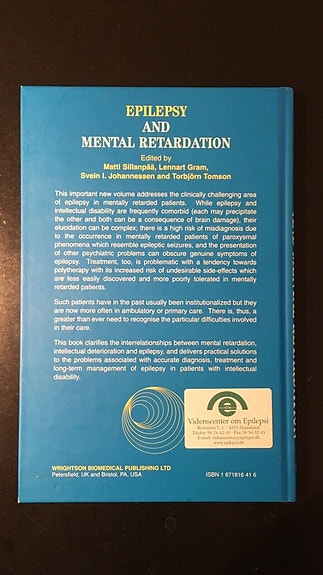 EPILEPSY
AND
MENTAL RETARDATION
Edited by
Matti Sillanpää, Lennart Gram,
Svein I. Johannessen and Torbjörn Tomson
This important new volume addresses the clinically challenging area
of epilepsy in mentally retarded patients. While epilepsy and
intellectual disability are frequently comorbid (each may precipitate
the other and both can be a consequence of brain damage), their
elucidation can be complex; there is a high risk of misdiagnosis due
to the occurrence in mentally retarded patients of paroxysmal
phenomena which resemble epileptic seizures, and the presentation
of other psychiatric problems can obscure genuine symptoms of
epilepsy. Treatment, too, is problematic with a tendency towards
polytherapy with its increased risk of undesirable side-effects which
are less easily discovered and more poorly tolerated in mentally
retarded patients.
Such patients have in the past usually been institutionalized but they
are now more often in ambulatory or primary care. There is, thus, a
greater than ever need to recognise the particular difficulties involved
in their care.
This book clarifies the interrelationships between mental retardation,
intellectual deterioration and epilepsy, and delivers practical solutions
to the problems associated with accurate diagnosis, treatment and
long-term management of epilepsy in patients with intellectual
disability.
Videnscenter om Epilepsi
Kolonivej 7, 1. · 4293 Dianalund
www.epilepsi.dk
WRIGHTSON BIOMEDICAL PUBLISHING LTD
Petersfield, UK and Bristol, PA, USA
ISBN 1 871816 41 6